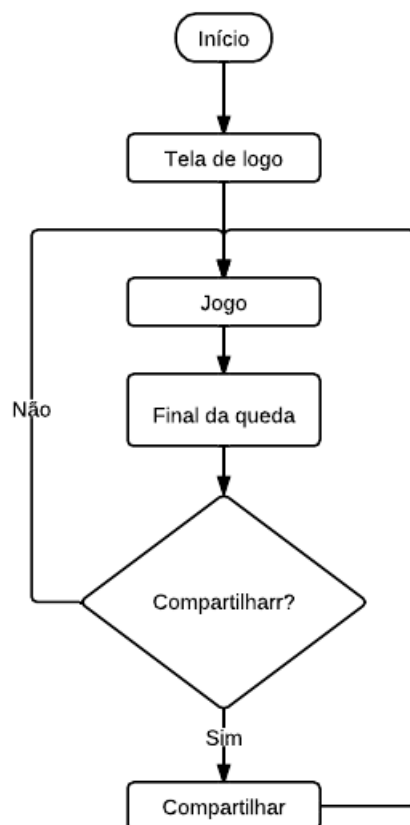 Início
Tela de logo
Jogo
Final da queda
Não
Compartilharr?
Sim
Compartilhar